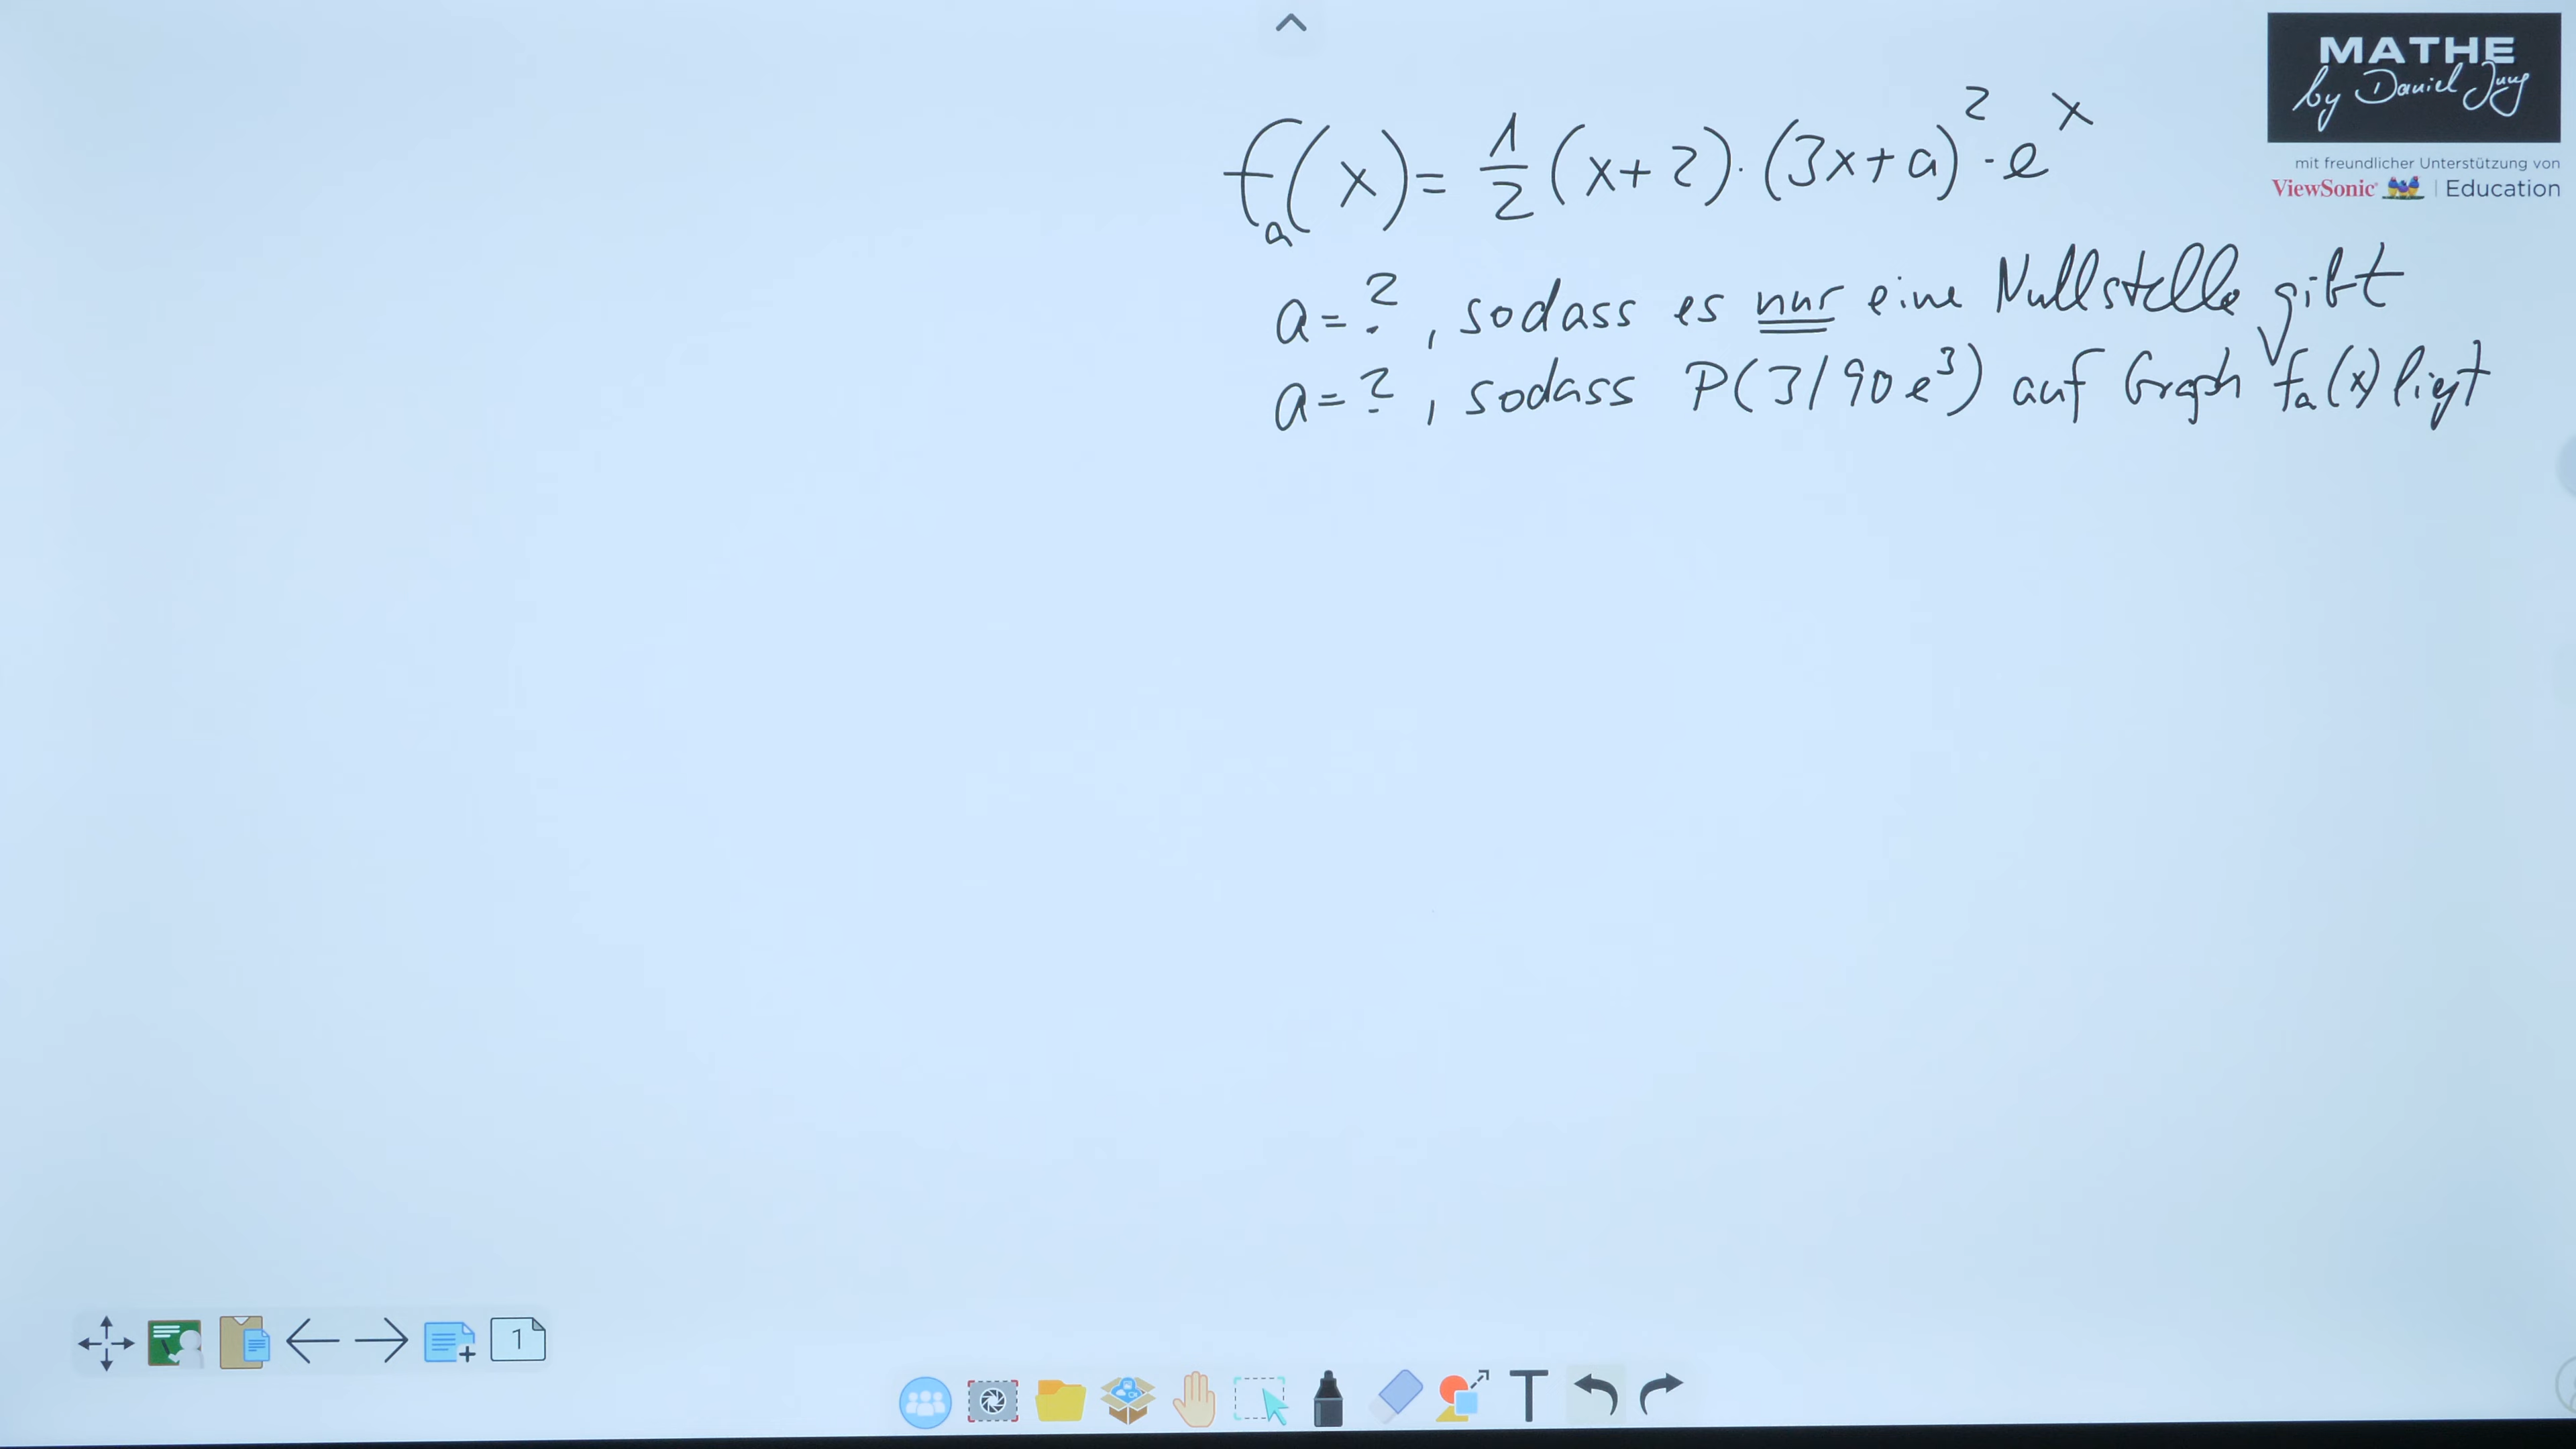 MATHE
by Daniel Jung
mit freundlicher Unterstützung von
ViewSonic | Education
fₐ(x) = 1/2 (x+2) · (3x+a)² · eˣ
a = ?, sodass es nur eine Nullstelle gibt
a = ?, sodass P(3/90e³) auf Graph v fₐ(x) liegt
1
T